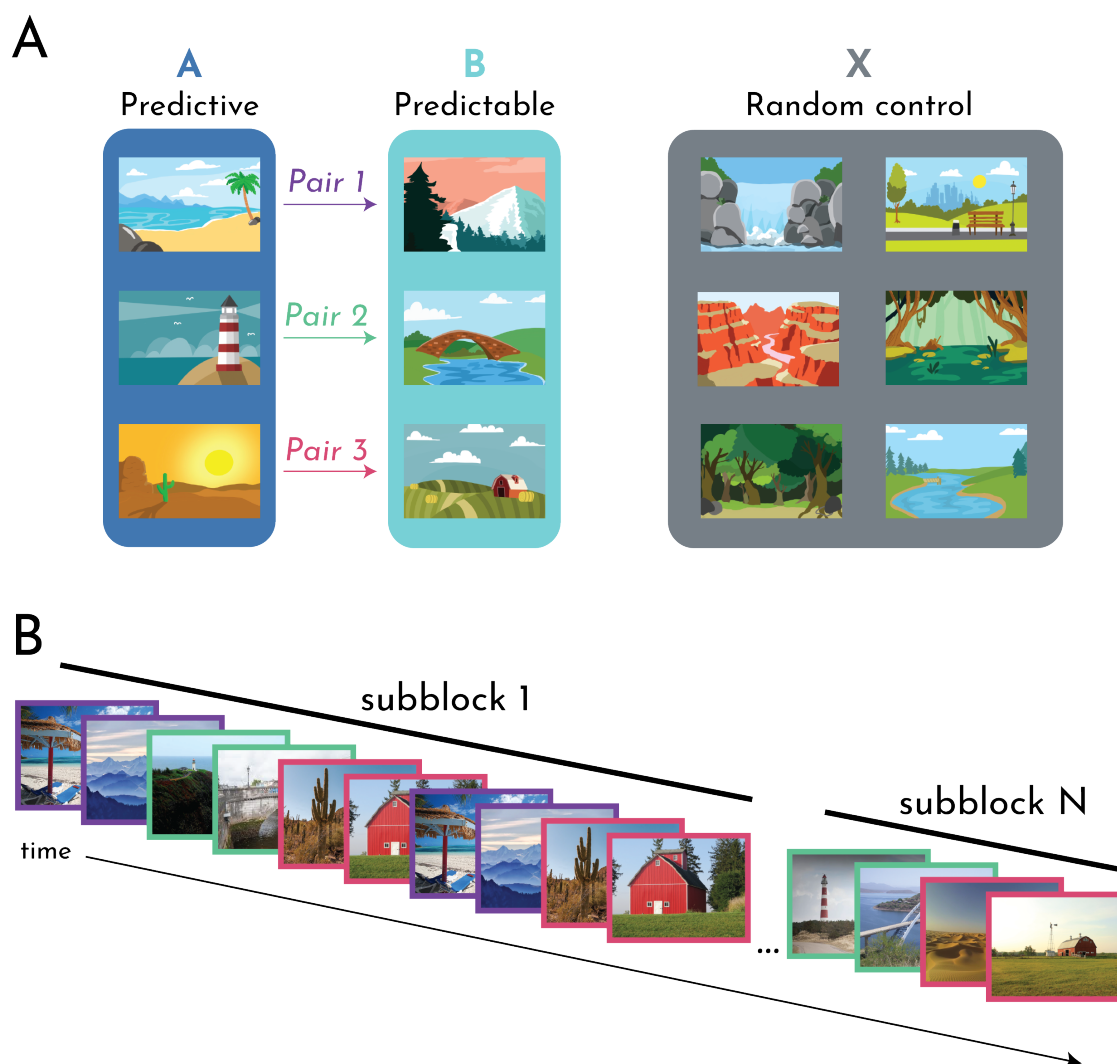 A
A
B
X
Predictive
Predictable
Random control
Pair 1
Pair 2
Pair 3
B
subblock 1
subblock N
time
...